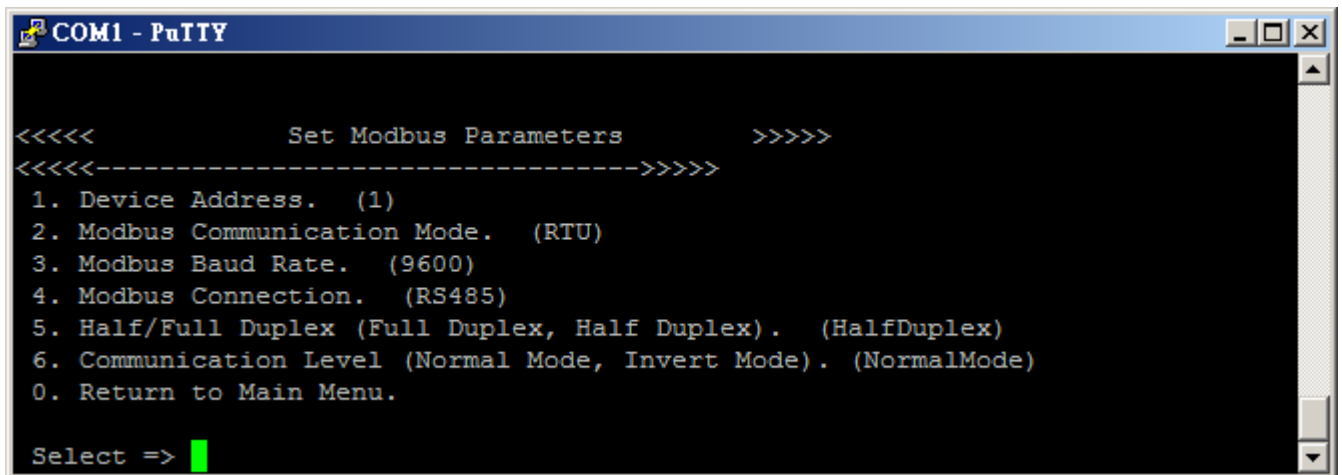 COM1 - PuTTY
<<<<<               Set Modbus Parameters          >>>>>
<<<<<----------------------------------->>>>>
 1. Device Address.  (1)
 2. Modbus Communication Mode.  (RTU)
 3. Modbus Baud Rate.  (9600)
 4. Modbus Connection.  (RS485)
 5. Half/Full Duplex (Full Duplex, Half Duplex).  (HalfDuplex)
 6. Communication Level (Normal Mode, Invert Mode). (NormalMode)
 0. Return to Main Menu.
 Select =>